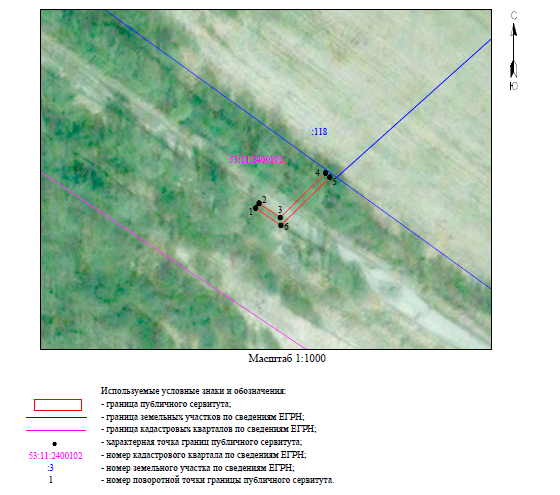 С
Ю
:118
53:11:2400102
4
5
2
1
3
6
Масштаб 1:1000
Используемые условные знаки и обозначения:
- граница публичного сервитута;
- граница земельных участков по сведениям ЕГРН;
- граница кадастровых кварталов по сведениям ЕГРН;
- характерная точка границ публичного сервитута;
53:11:2400102 - номер кадастрового квартала по сведениям ЕГРН;
:3 - номер земельного участка по сведениям ЕГРН;
1 - номер поворотной точки границы публичного сервитута.